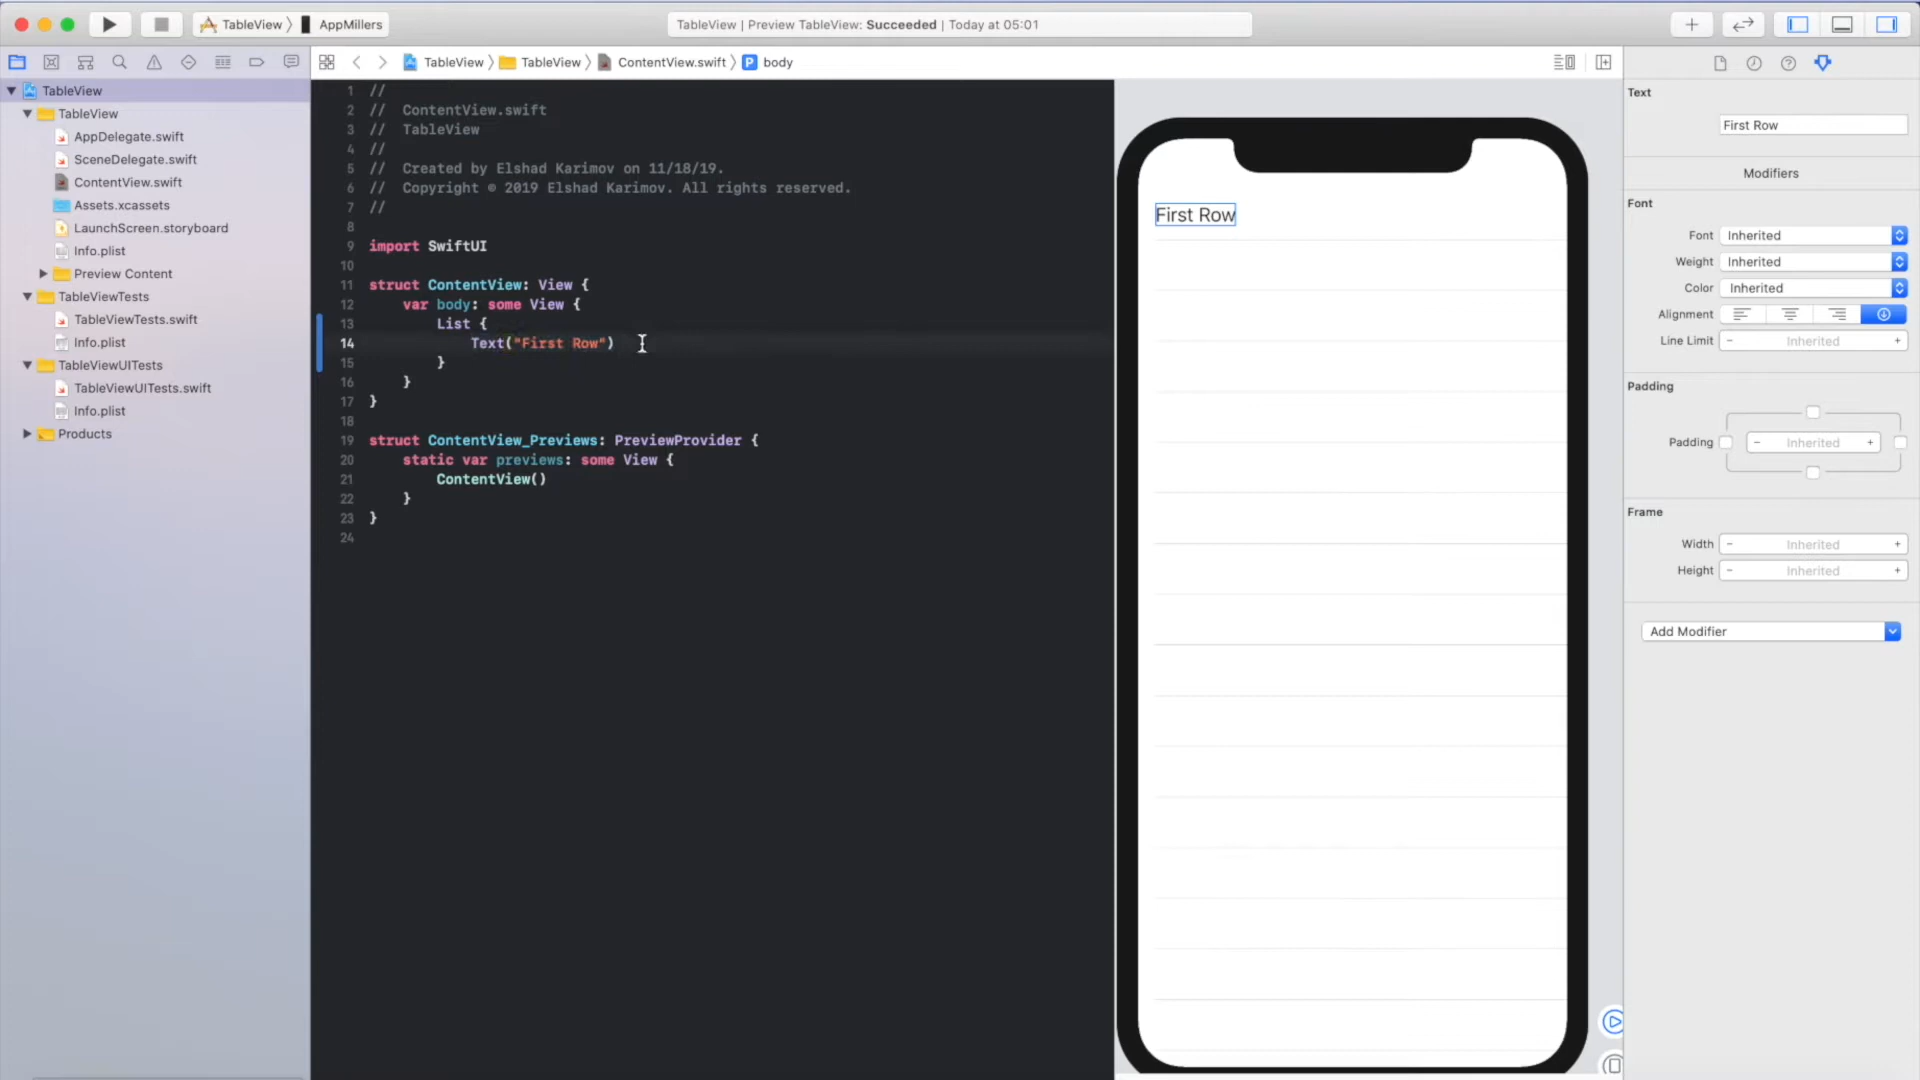 TableView 〉 AppMillers
TableView | Preview TableView: Succeeded | Today at 05:01
TableView 〉 TableView 〉 ContentView.swift 〉 P body
TableView
TableView
AppDelegate.swift
SceneDelegate.swift
ContentView.swift
Assets.xcassets
LaunchScreen.storyboard
Info.plist
Preview Content
TableViewTests
TableViewTests.swift
Info.plist
TableViewUITests
TableViewUITests.swift
Info.plist
Products
1 //
2 //  ContentView.swift
3 //  TableView
4 //
5 //  Created by Elshad Karimov on 11/18/19.
6 //  Copyright © 2019 Elshad Karimov. All rights reserved.
7 //
8
9 import SwiftUI
10
11 struct ContentView: View {
12     var body: some View {
13         List {
14             Text("First Row")
15         }
16     }
17 }
18
19 struct ContentView_Previews: PreviewProvider {
20     static var previews: some View {
21         ContentView()
22     }
23 }
24
First Row
Text
First Row
Modifiers
Font
Font Inherited
Weight Inherited
Color Inherited
Alignment
Line Limit − Inherited +
Padding
Padding − Inherited +
Frame
Width − Inherited +
Height − Inherited +
Add Modifier